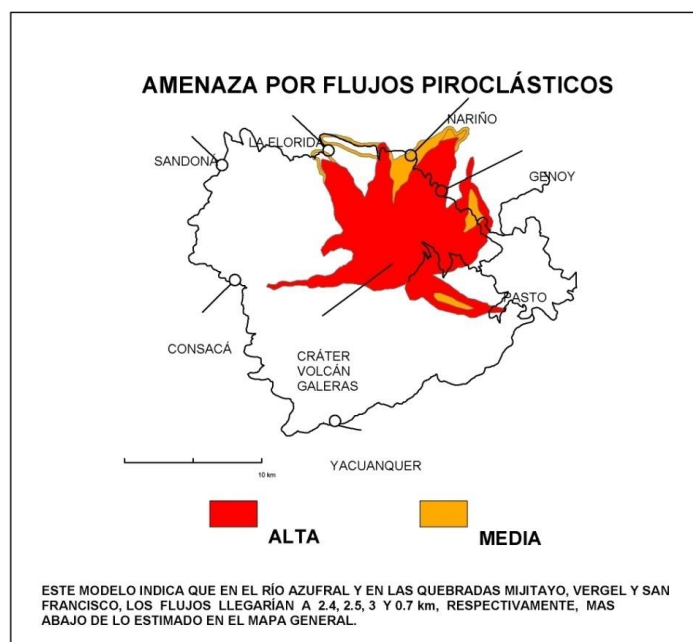 AMENAZA POR FLUJOS PIROCLÁSTICOS
NARIÑO
LA FLORIDA
SANDONA
GENOY
PASTO
CONSACÁ
CRÁTER
VOLCÁN
GALERAS
YACUANQUER
10 km
ALTA
MEDIA
ESTE MODELO INDICA QUE EN EL RÍO AZUFRAL Y EN LAS QUEBRADAS MIJITAYO, VERGEL Y SAN
FRANCISCO, LOS FLUJOS LLEGARÍAN A 2.4, 2.5, 3 Y 0.7 km, RESPECTIVAMENTE, MAS
ABAJO DE LO ESTIMADO EN EL MAPA GENERAL.